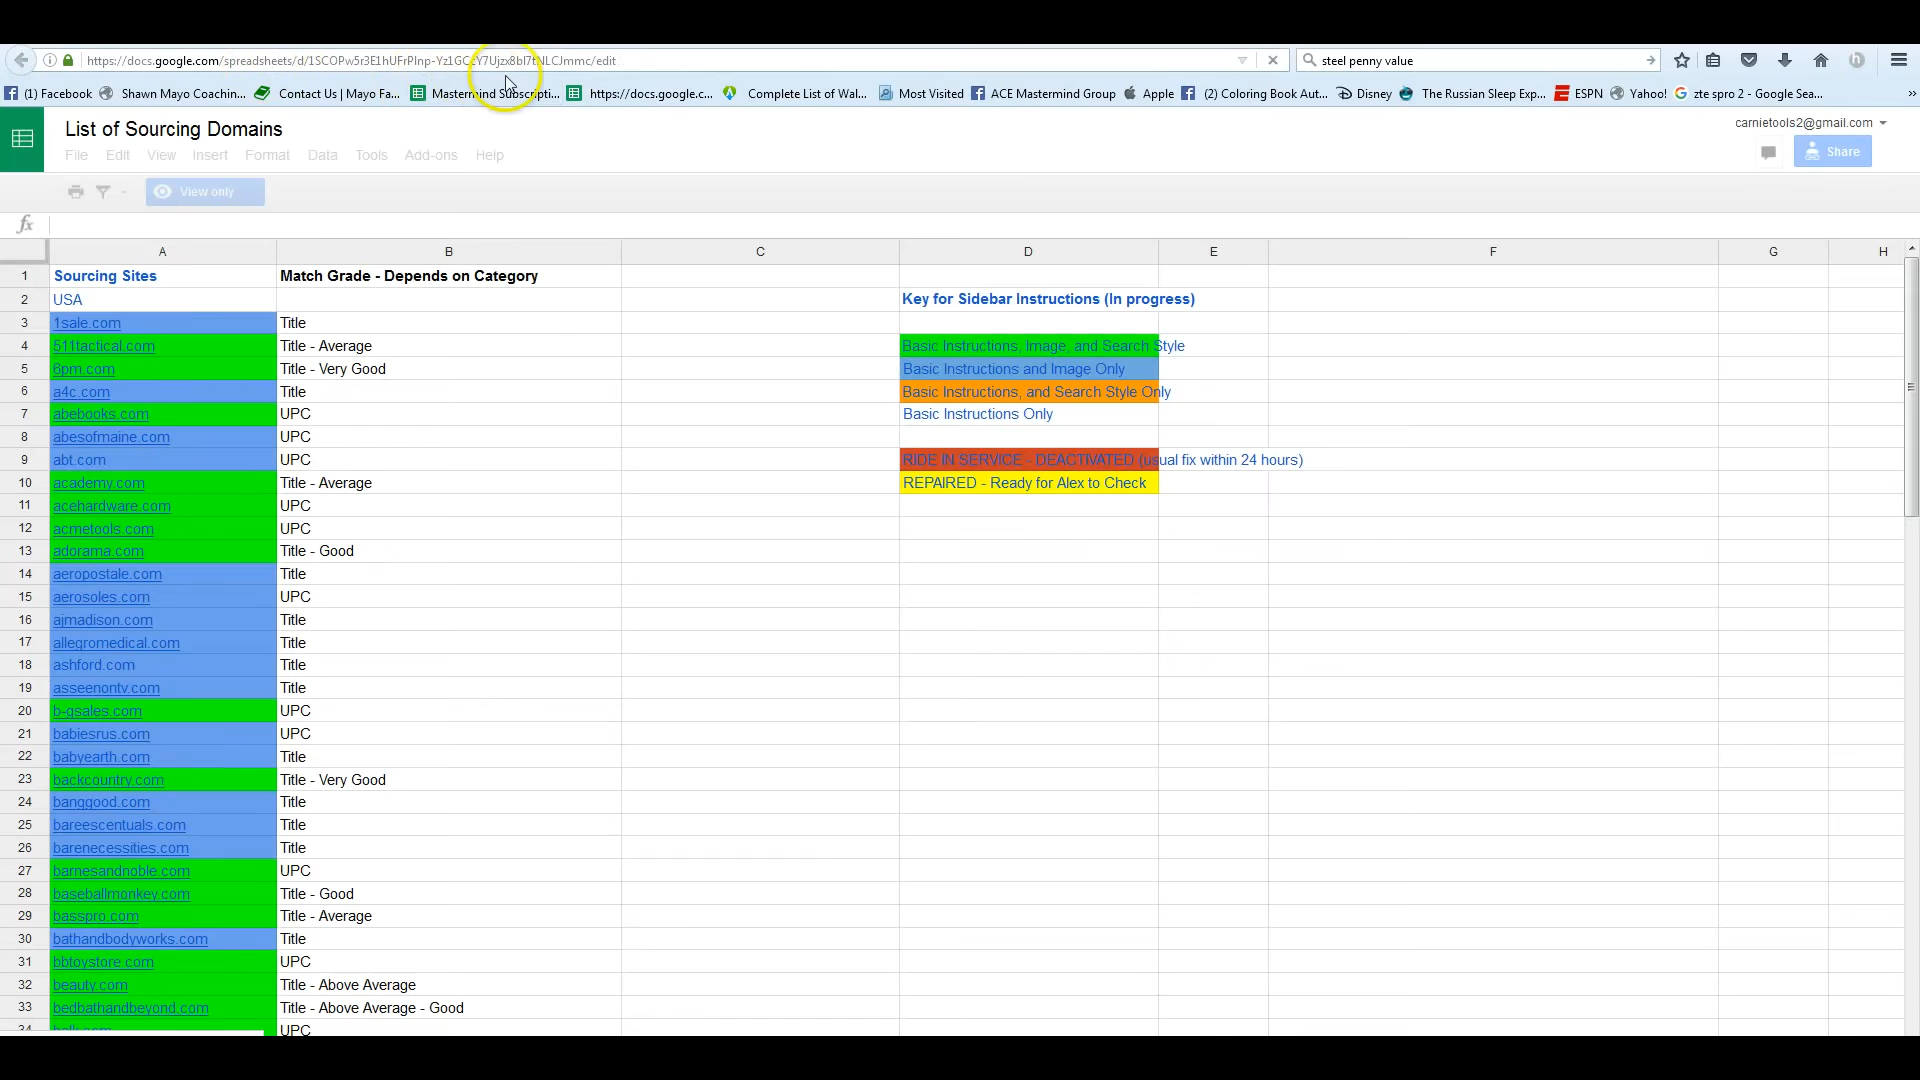 https://docs.google.com/spreadsheets/d/1SCOPw5r3E1hUFrPInp-Yz1GC Y7Ujzx8bI7tNLCJmmc/edit
steel penny value
(1) Facebook Shawn Mayo Coachin... Contact Us | Mayo Fa... Mastermind Subscripti... https://docs.google.c... Complete List of Wal... Most Visited ACE Mastermind Group Apple (2) Coloring Book Aut... Disney The Russian Sleep Exp... ESPN Yahoo! zte spro 2 - Google Sea... »
List of Sourcing Domains
carnietools2@gmail.com
File Edit View Insert Format Data Tools Add-ons Help
Share
View only
fx
A B C D E F G H
1 Sourcing Sites Match Grade - Depends on Category
2 USA Key for Sidebar Instructions (In progress)
3 1sale.com Title
4 511tactical.com Title - Average Basic Instructions, Image, and Search Style
5 6pm.com Title - Very Good Basic Instructions and Image Only
6 a4c.com Title Basic Instructions, and Search Style Only
7 abebooks.com UPC Basic Instructions Only
8 abesofmaine.com UPC
9 abt.com UPC RIDE IN SERVICE - DEACTIVATED (usual fix within 24 hours)
10 academy.com Title - Average REPAIRED - Ready for Alex to Check
11 acehardware.com UPC
12 acmetools.com UPC
13 adorama.com Title - Good
14 aeropostale.com Title
15 aerosoles.com UPC
16 ajmadison.com Title
17 allegromedical.com Title
18 ashford.com Title
19 asseenontv.com Title
20 b-gsales.com UPC
21 babiesrus.com UPC
22 babyearth.com Title
23 backcountry.com Title - Very Good
24 banggood.com Title
25 bareescentuals.com Title
26 barenecessities.com Title
27 barnesandnoble.com UPC
28 baseballmonkey.com Title - Good
29 basspro.com Title - Average
30 bathandbodyworks.com Title
31 bbtoystore.com UPC
32 beauty.com Title - Above Average
33 bedbathandbeyond.com Title - Above Average - Good
34 UPC